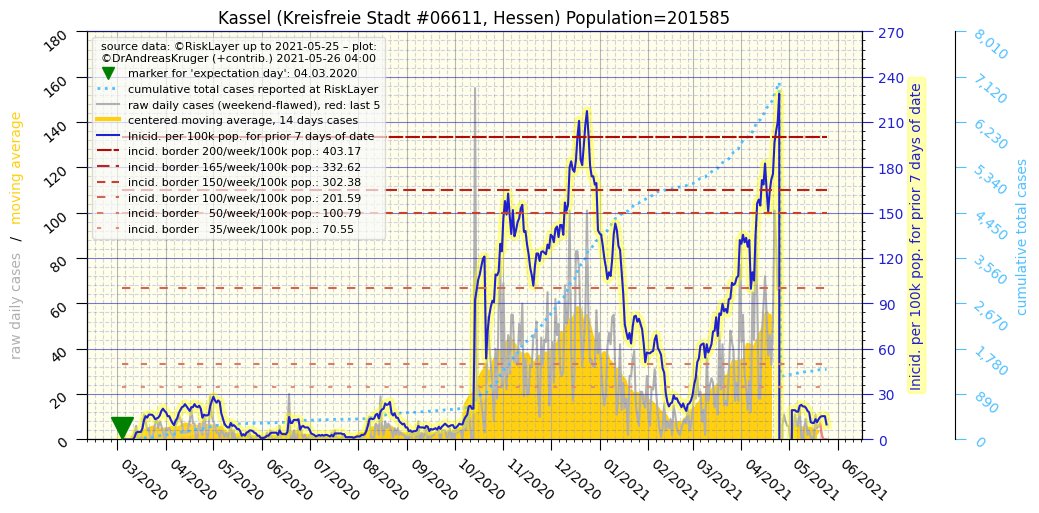 Kassel (Kreisfreie Stadt #06611, Hessen) Population=201585
source data: ©RiskLayer up to 2021-05-25 – plot:
©DrAndreasKruger (+contrib.) 2021-05-26 04:00
marker for 'expectation day': 04.03.2020
cumulative total cases reported at RiskLayer
raw daily cases (weekend-flawed), red: last 5
centered moving average, 14 days cases
Inicid. per 100k pop. for prior 7 days of date
incid. border 200/week/100k pop.: 403.17
incid. border 165/week/100k pop.: 332.62
incid. border 150/week/100k pop.: 302.38
incid. border 100/week/100k pop.: 201.59
incid. border   50/week/100k pop.: 100.79
incid. border   35/week/100k pop.: 70.55
raw daily cases / moving average
180
160
140
120
100
80
60
40
20
0
03/2020
04/2020
05/2020
06/2020
07/2020
08/2020
09/2020
10/2020
11/2020
12/2020
01/2021
02/2021
03/2021
04/2021
05/2021
06/2021
270
240
210
180
150
120
90
60
30
0
Inicid. per 100k pop. for prior 7 days of date
8,010
7,120
6,230
5,340
4,450
3,560
2,670
1,780
890
0
cumulative total cases